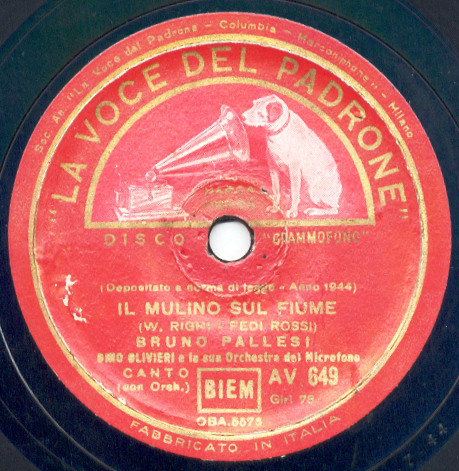 Soc. An. "La Voce del Padrone - Columbia - Marconiphone" - Milano
"LA VOCE DEL PADRONE"
DISCO "GRAMMOFONO"
(Depositato a norma di legge - Anno 1944)
IL MULINO SUL FIUME
(W. RIGHI - FEDI ROSSI)
BRUNO PALLESI
DINO OLIVIERI e la sua Orchestra del Microfono
CANTO
(con Orch.)
BIEM
AV 649
Giri 78
OBA.5575
FABBRICATO IN ITALIA